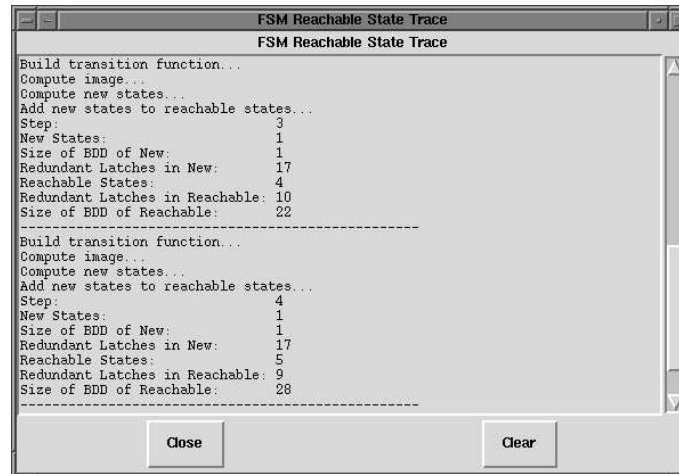 FSM Reachable State Trace
FSM Reachable State Trace
Build transition function...
Compute image...
Compute new states...
Add new states to reachable states...
Step: 3
New States: 1
Size of BDD of New: 1
Redundant Latches in New: 17
Reachable States: 4
Redundant Latches in Reachable: 10
Size of BDD of Reachable: 22
--------------------------------------------------------
Build transition function...
Compute image...
Compute new states...
Add new states to reachable states...
Step: 4
New States: 1
Size of BDD of New: 1
Redundant Latches in New: 17
Reachable States: 5
Redundant Latches in Reachable: 9
Size of BDD of Reachable: 28
--------------------------------------------------------
Close Clear